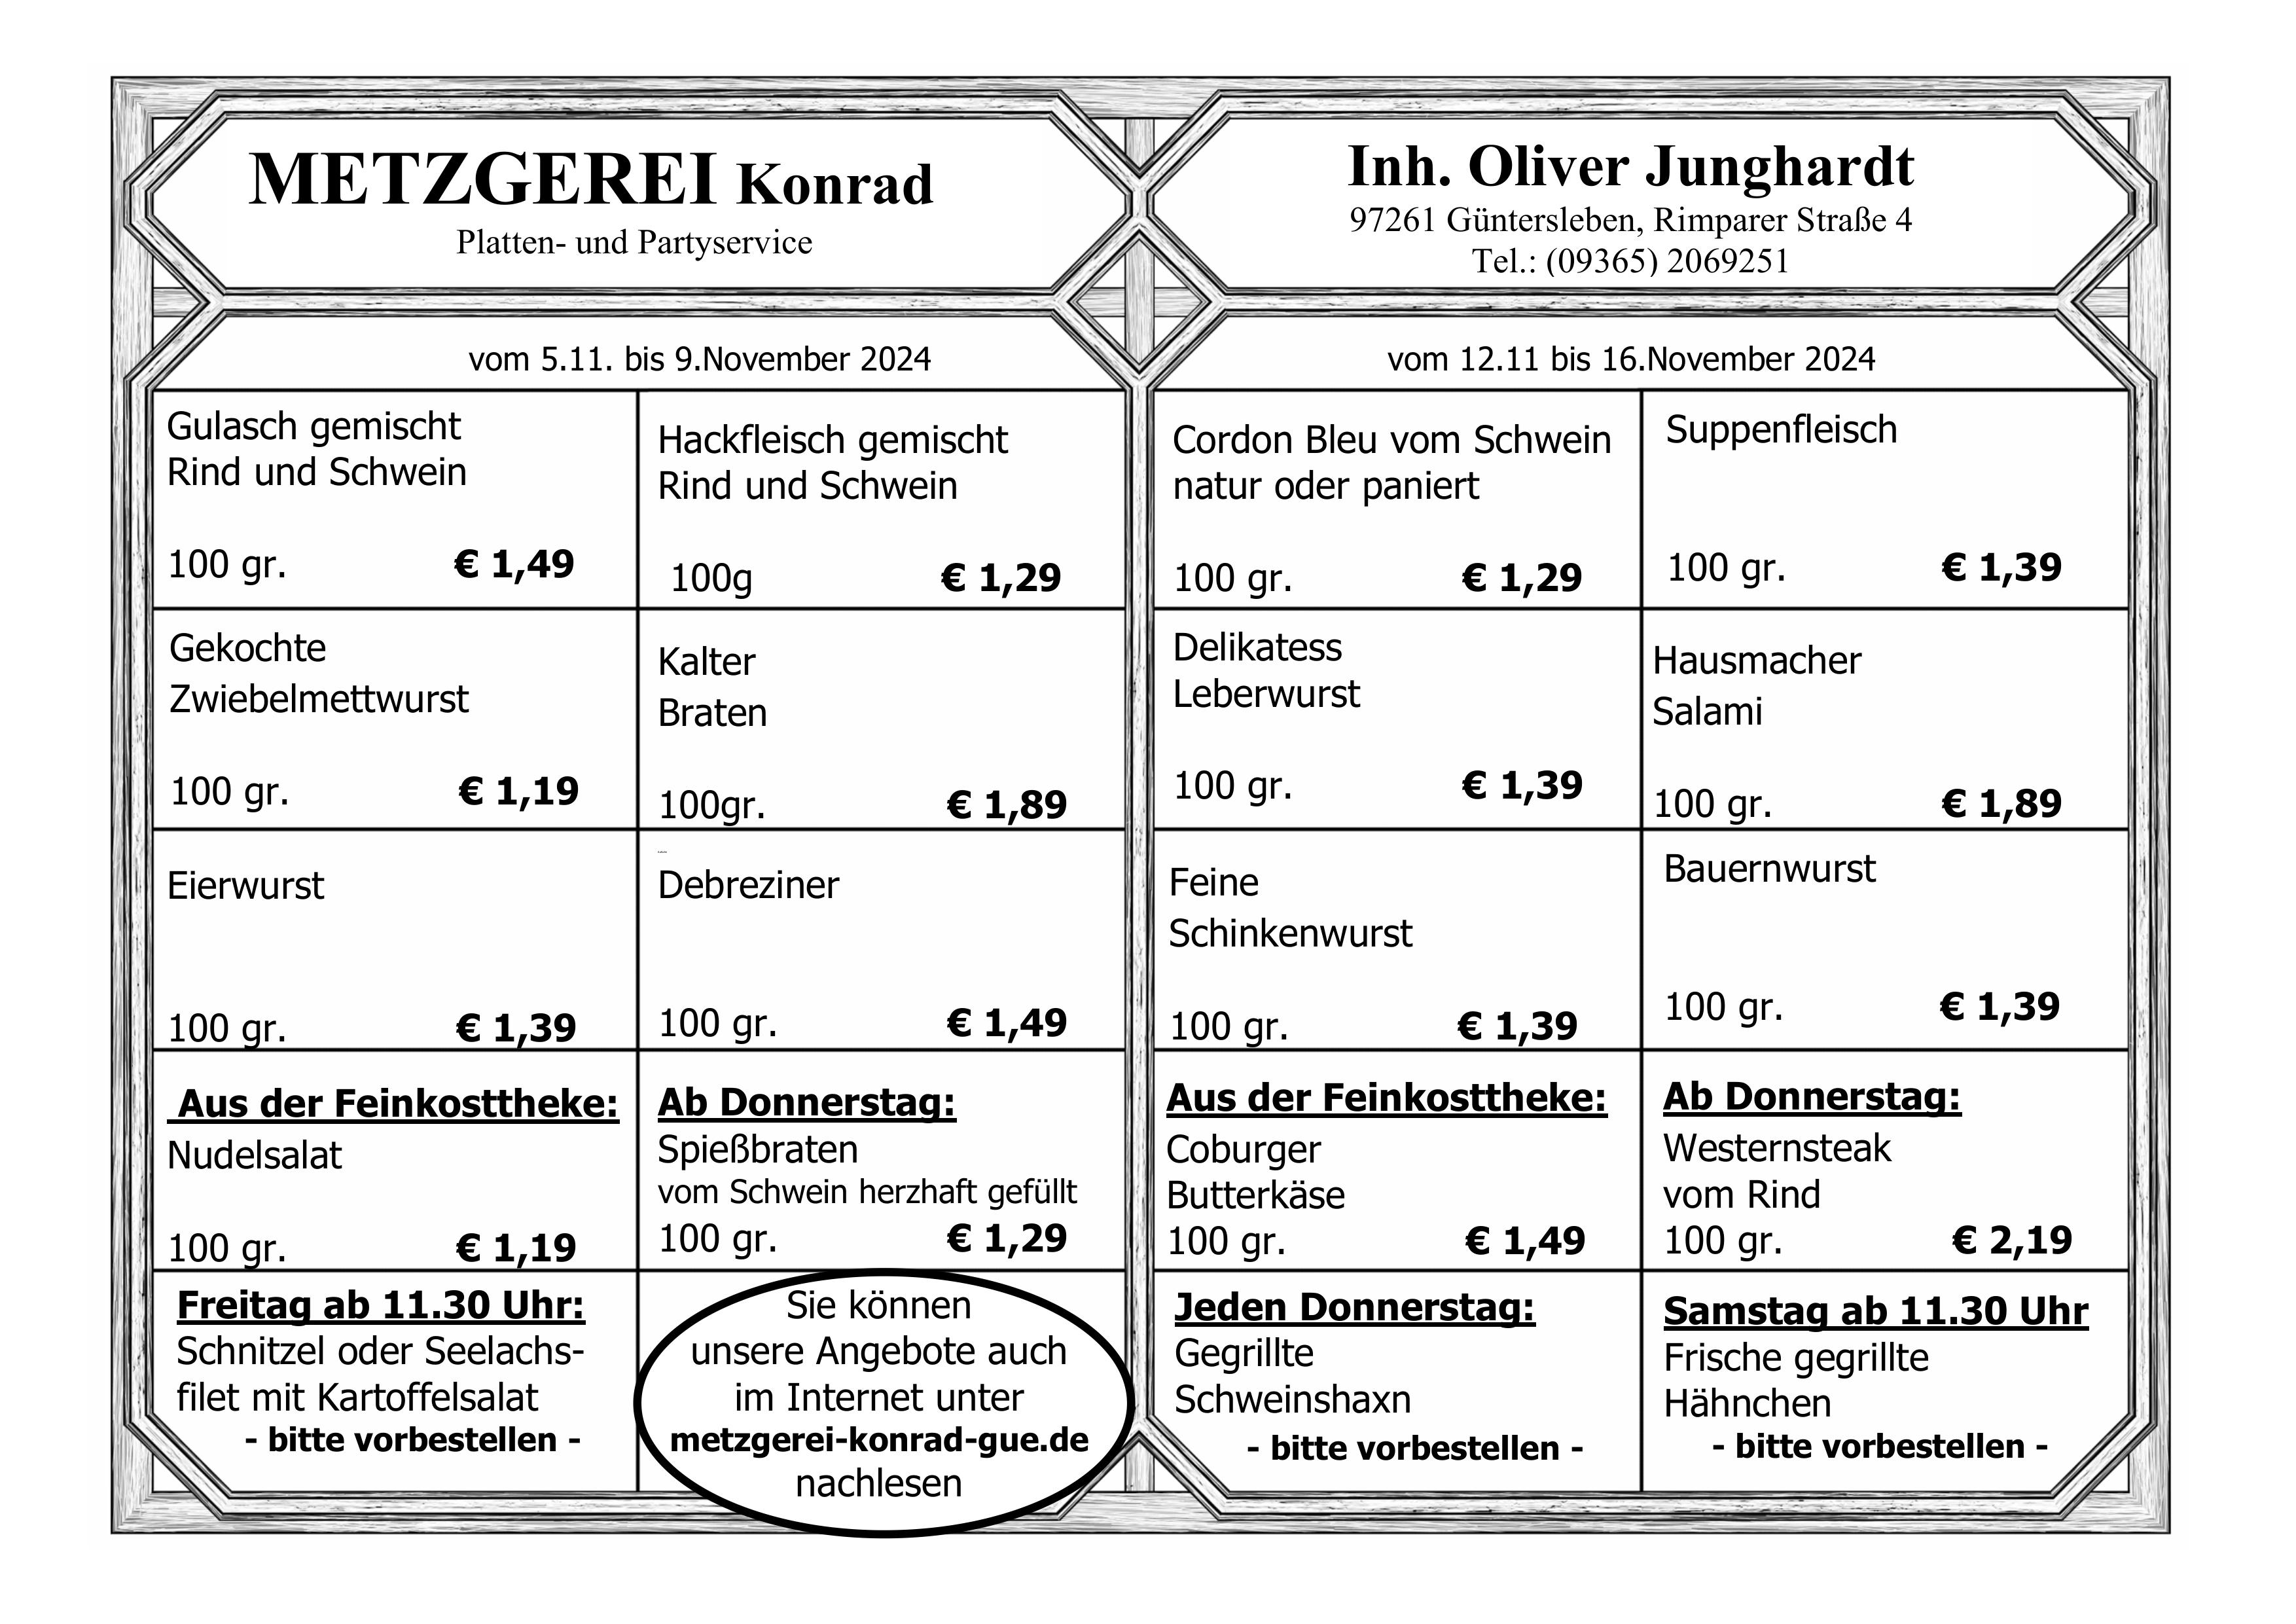 METZGEREI Konrad
Platten- und Partyservice
Inh. Oliver Junghardt
97261 Güntersleben, Rimparer Straße 4
Tel.: (09365) 2069251
vom 5.11. bis 9.November 2024
Gulasch gemischt
Rind und Schwein
100 gr. € 1,49
Hackfleisch gemischt
Rind und Schwein
100g € 1,29
Gekochte
Zwiebelmettwurst
100 gr. € 1,19
Kalter
Braten
100gr. € 1,89
Eierwurst
100 gr. € 1,39
Debreziner
100 gr. € 1,49
Aus der Feinkosttheke:
Nudelsalat
100 gr. € 1,19
Ab Donnerstag:
Spießbraten
vom Schwein herzhaft gefüllt
100 gr. € 1,29
Freitag ab 11.30 Uhr:
Schnitzel oder Seelachs-
filet mit Kartoffelsalat
- bitte vorbestellen -
Sie können
unsere Angebote auch
im Internet unter
metzgerei-konrad-gue.de
nachlesen
vom 12.11 bis 16.November 2024
Cordon Bleu vom Schwein
natur oder paniert
100 gr. € 1,29
Suppenfleisch
100 gr. € 1,39
Delikatess
Leberwurst
100 gr. € 1,39
Hausmacher
Salami
100 gr. € 1,89
Feine
Schinkenwurst
100 gr. € 1,39
Bauernwurst
100 gr. € 1,39
Aus der Feinkosttheke:
Coburger
Butterkäse
100 gr. € 1,49
Ab Donnerstag:
Westernsteak
vom Rind
100 gr. € 2,19
Jeden Donnerstag:
Gegrillte
Schweinshaxn
- bitte vorbestellen -
Samstag ab 11.30 Uhr
Frische gegrillte
Hähnchen
- bitte vorbestellen -